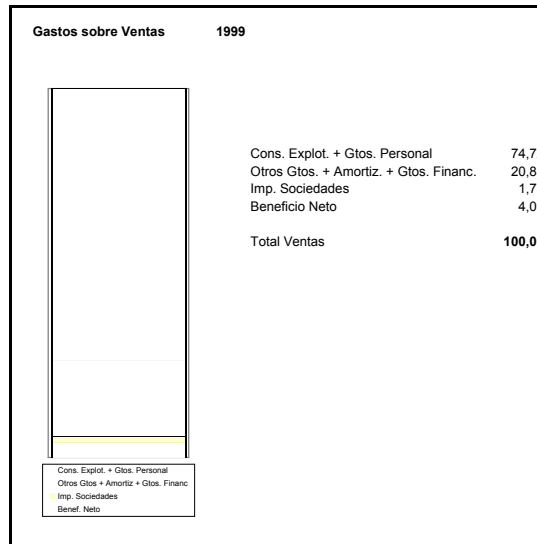 Gastos sobre Ventas 1999
Cons. Explot. + Gtos. Personal 74,7
Otros Gtos. + Amortiz. + Gtos. Financ. 20,8
Imp. Sociedades 1,7
Beneficio Neto 4,0
Total Ventas 100,0
Cons. Explot. + Gtos. Personal
Otros Gtos + Amortiz + Gtos. Financ
Imp. Sociedades
Benef. Neto